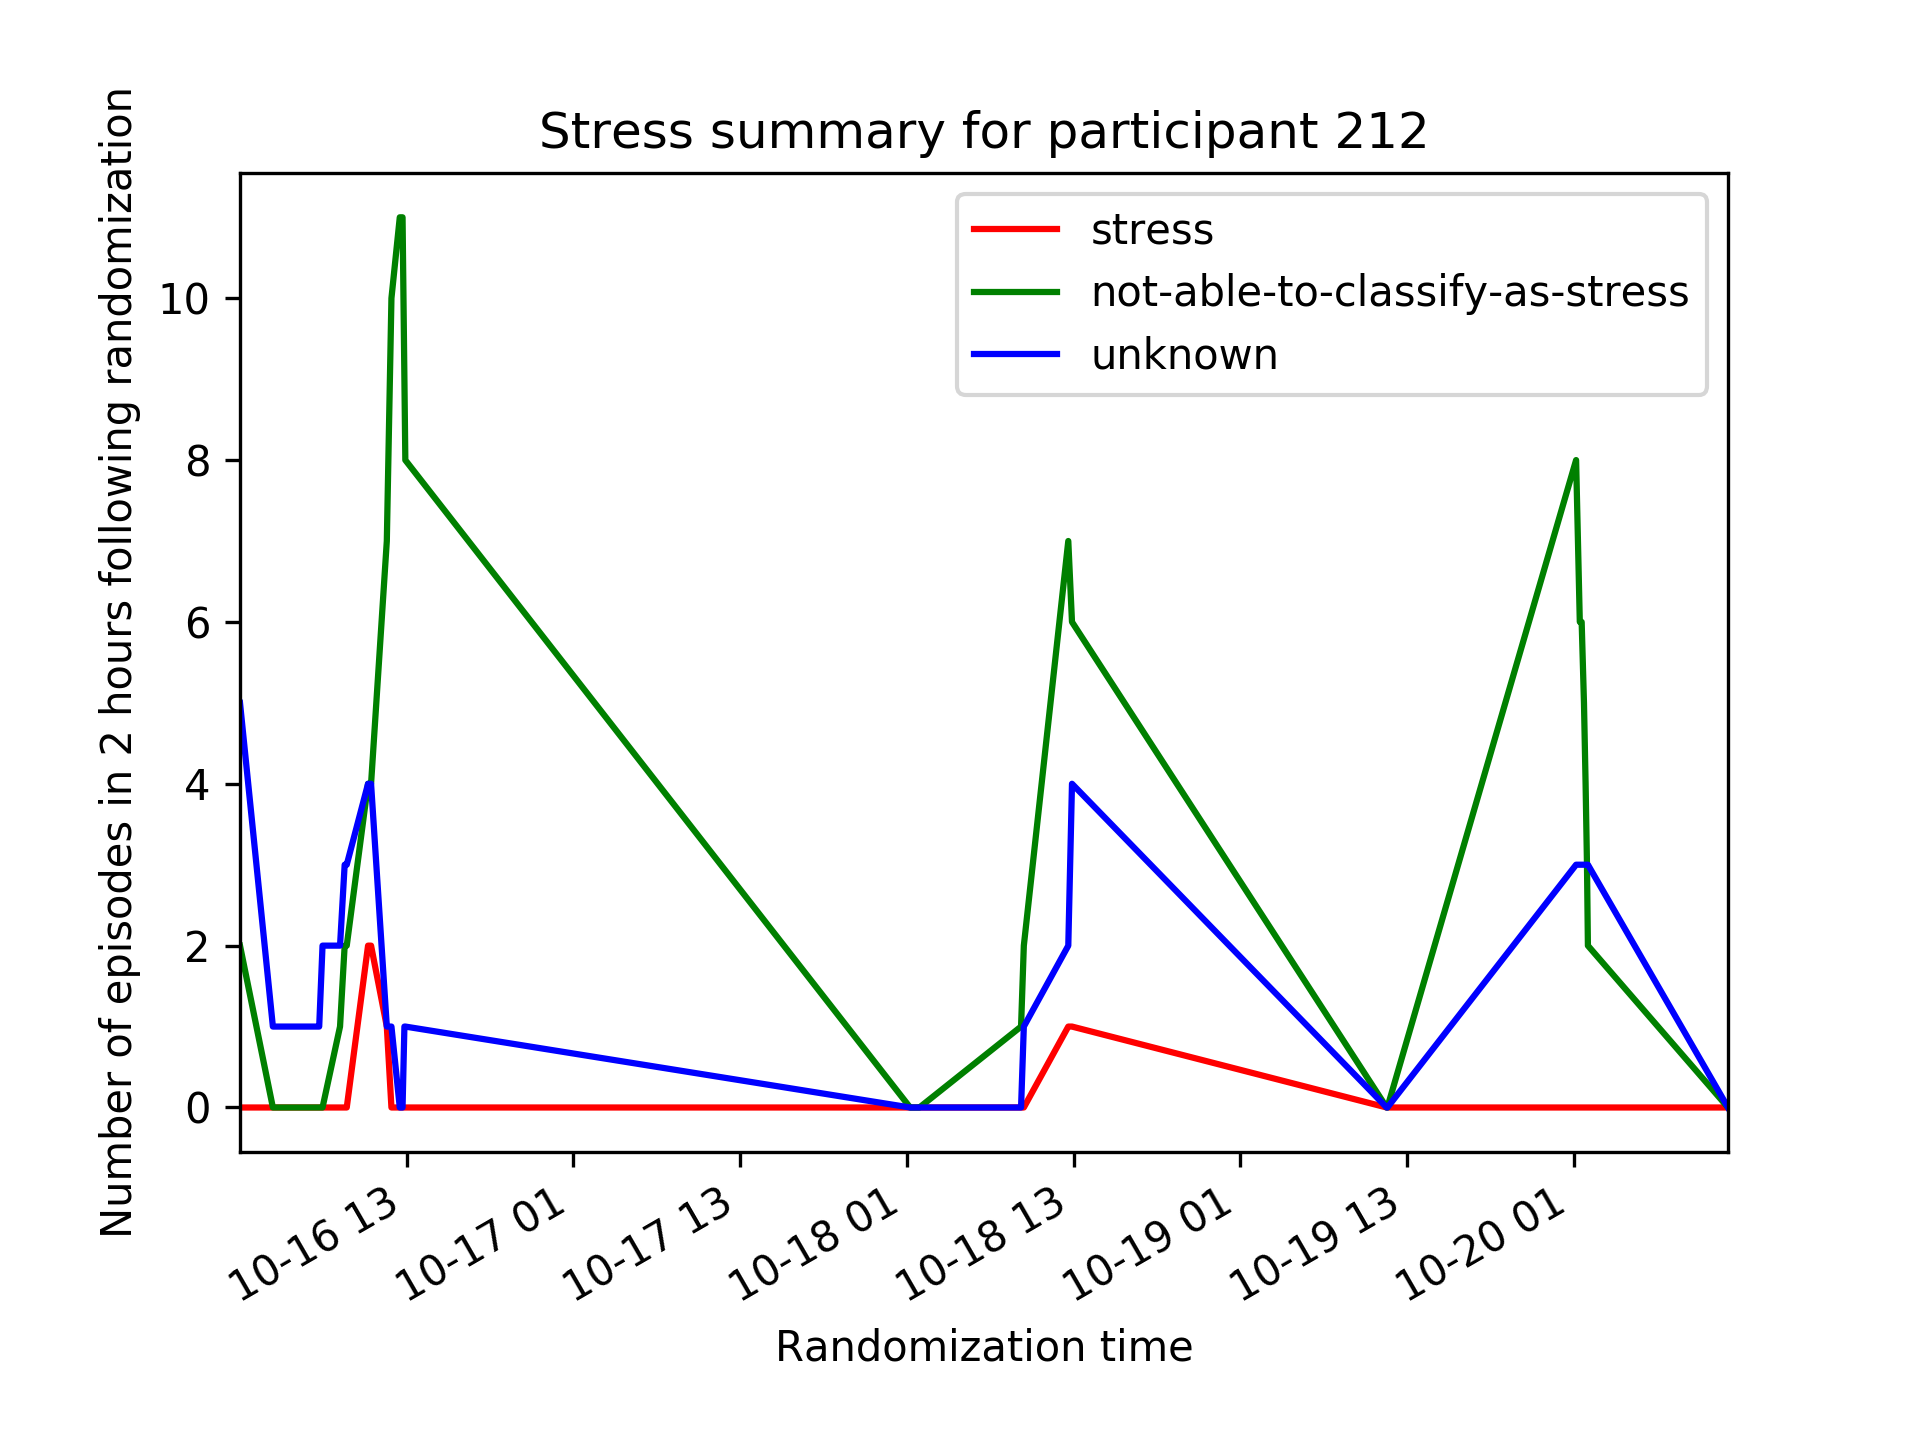 Stress summary for participant 212
Number of episodes in 2 hours following randomization
stress
not-able-to-classify-as-stress
unknown
10
8
6
4
2
0
10-16 13
10-17 01
10-17 13
10-18 01
10-18 13
10-19 01
10-19 13
10-20 01
Randomization time